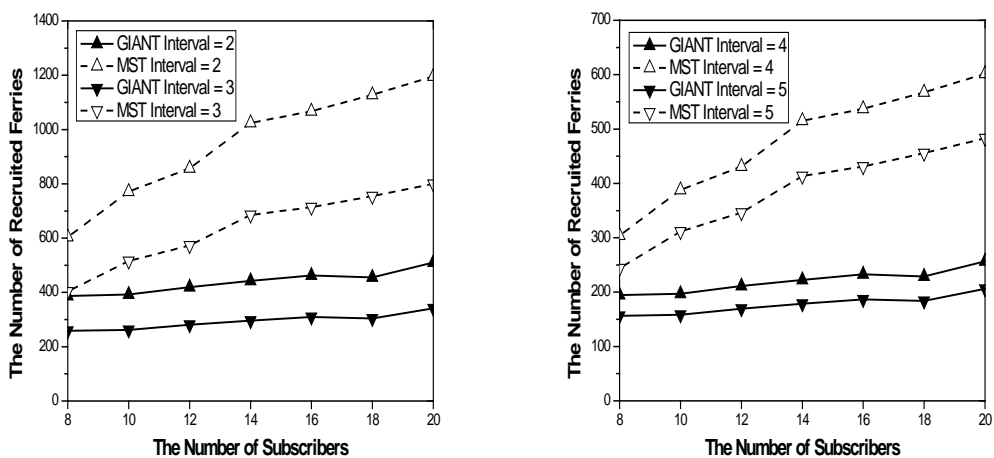 The Number of Recruited Ferries
1400
1200
1000
800
600
400
200
0
GIANT Interval = 2
MST Interval = 2
GIANT Interval = 3
MST Interval = 3
8 10 12 14 16 18 20
The Number of Subscribers
The Number of Recruited Ferries
700
600
500
400
300
200
100
0
GIANT Interval = 4
MST Interval = 4
GIANT Interval = 5
MST Interval = 5
8 10 12 14 16 18 20
The Number of Subscribers